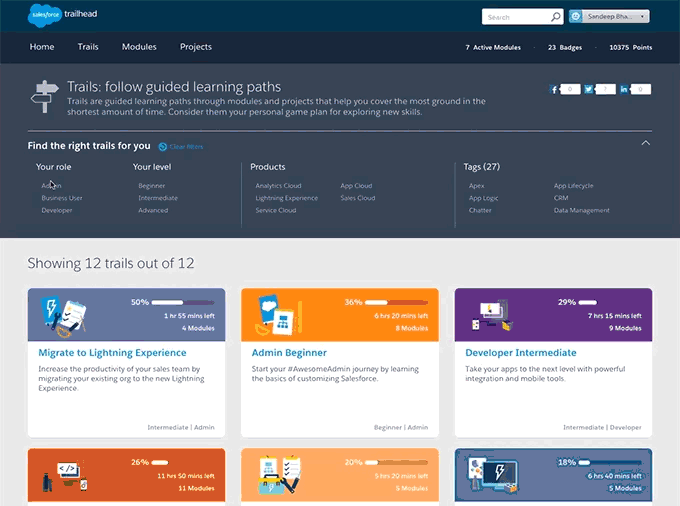 salesforce trailhead
Search
Sandeep Bha...
Home Trails Modules Projects
7 Active Modules · 23 Badges · 10375 Points
Trails: follow guided learning paths
Trails are guided learning paths through modules and projects that help you cover the most ground in the
shortest amount of time. Consider them your personal game plan for exploring new skills.
0
0
Find the right trails for you
Clear filters
Your role
Admin
Business User
Developer
Your level
Beginner
Intermediate
Advanced
Products
Analytics Cloud
Lightning Experience
Service Cloud
App Cloud
Sales Cloud
Tags (27)
Apex
App Logic
Chatter
App Lifecycle
CRM
Data Management
Showing 12 trails out of 12
50%
1 hr 55 mins left
4 Modules
Migrate to Lightning Experience
Increase the productivity of your sales team by
migrating your existing org to the new Lightning
Experience.
Intermediate | Admin
36%
6 hrs 20 mins left
8 Modules
Admin Beginner
Start your #AwesomeAdmin journey by learning
the basics of customizing Salesforce.
Beginner | Admin
29%
7 hrs 15 mins left
9 Modules
Developer Intermediate
Take your apps to the next level with powerful
integration and mobile tools.
Intermediate | Developer
26%
11 hrs 50 mins left
11 Modules
20%
9 hrs 20 mins left
5 Modules
18%
6 hrs 40 mins left
5 Modules